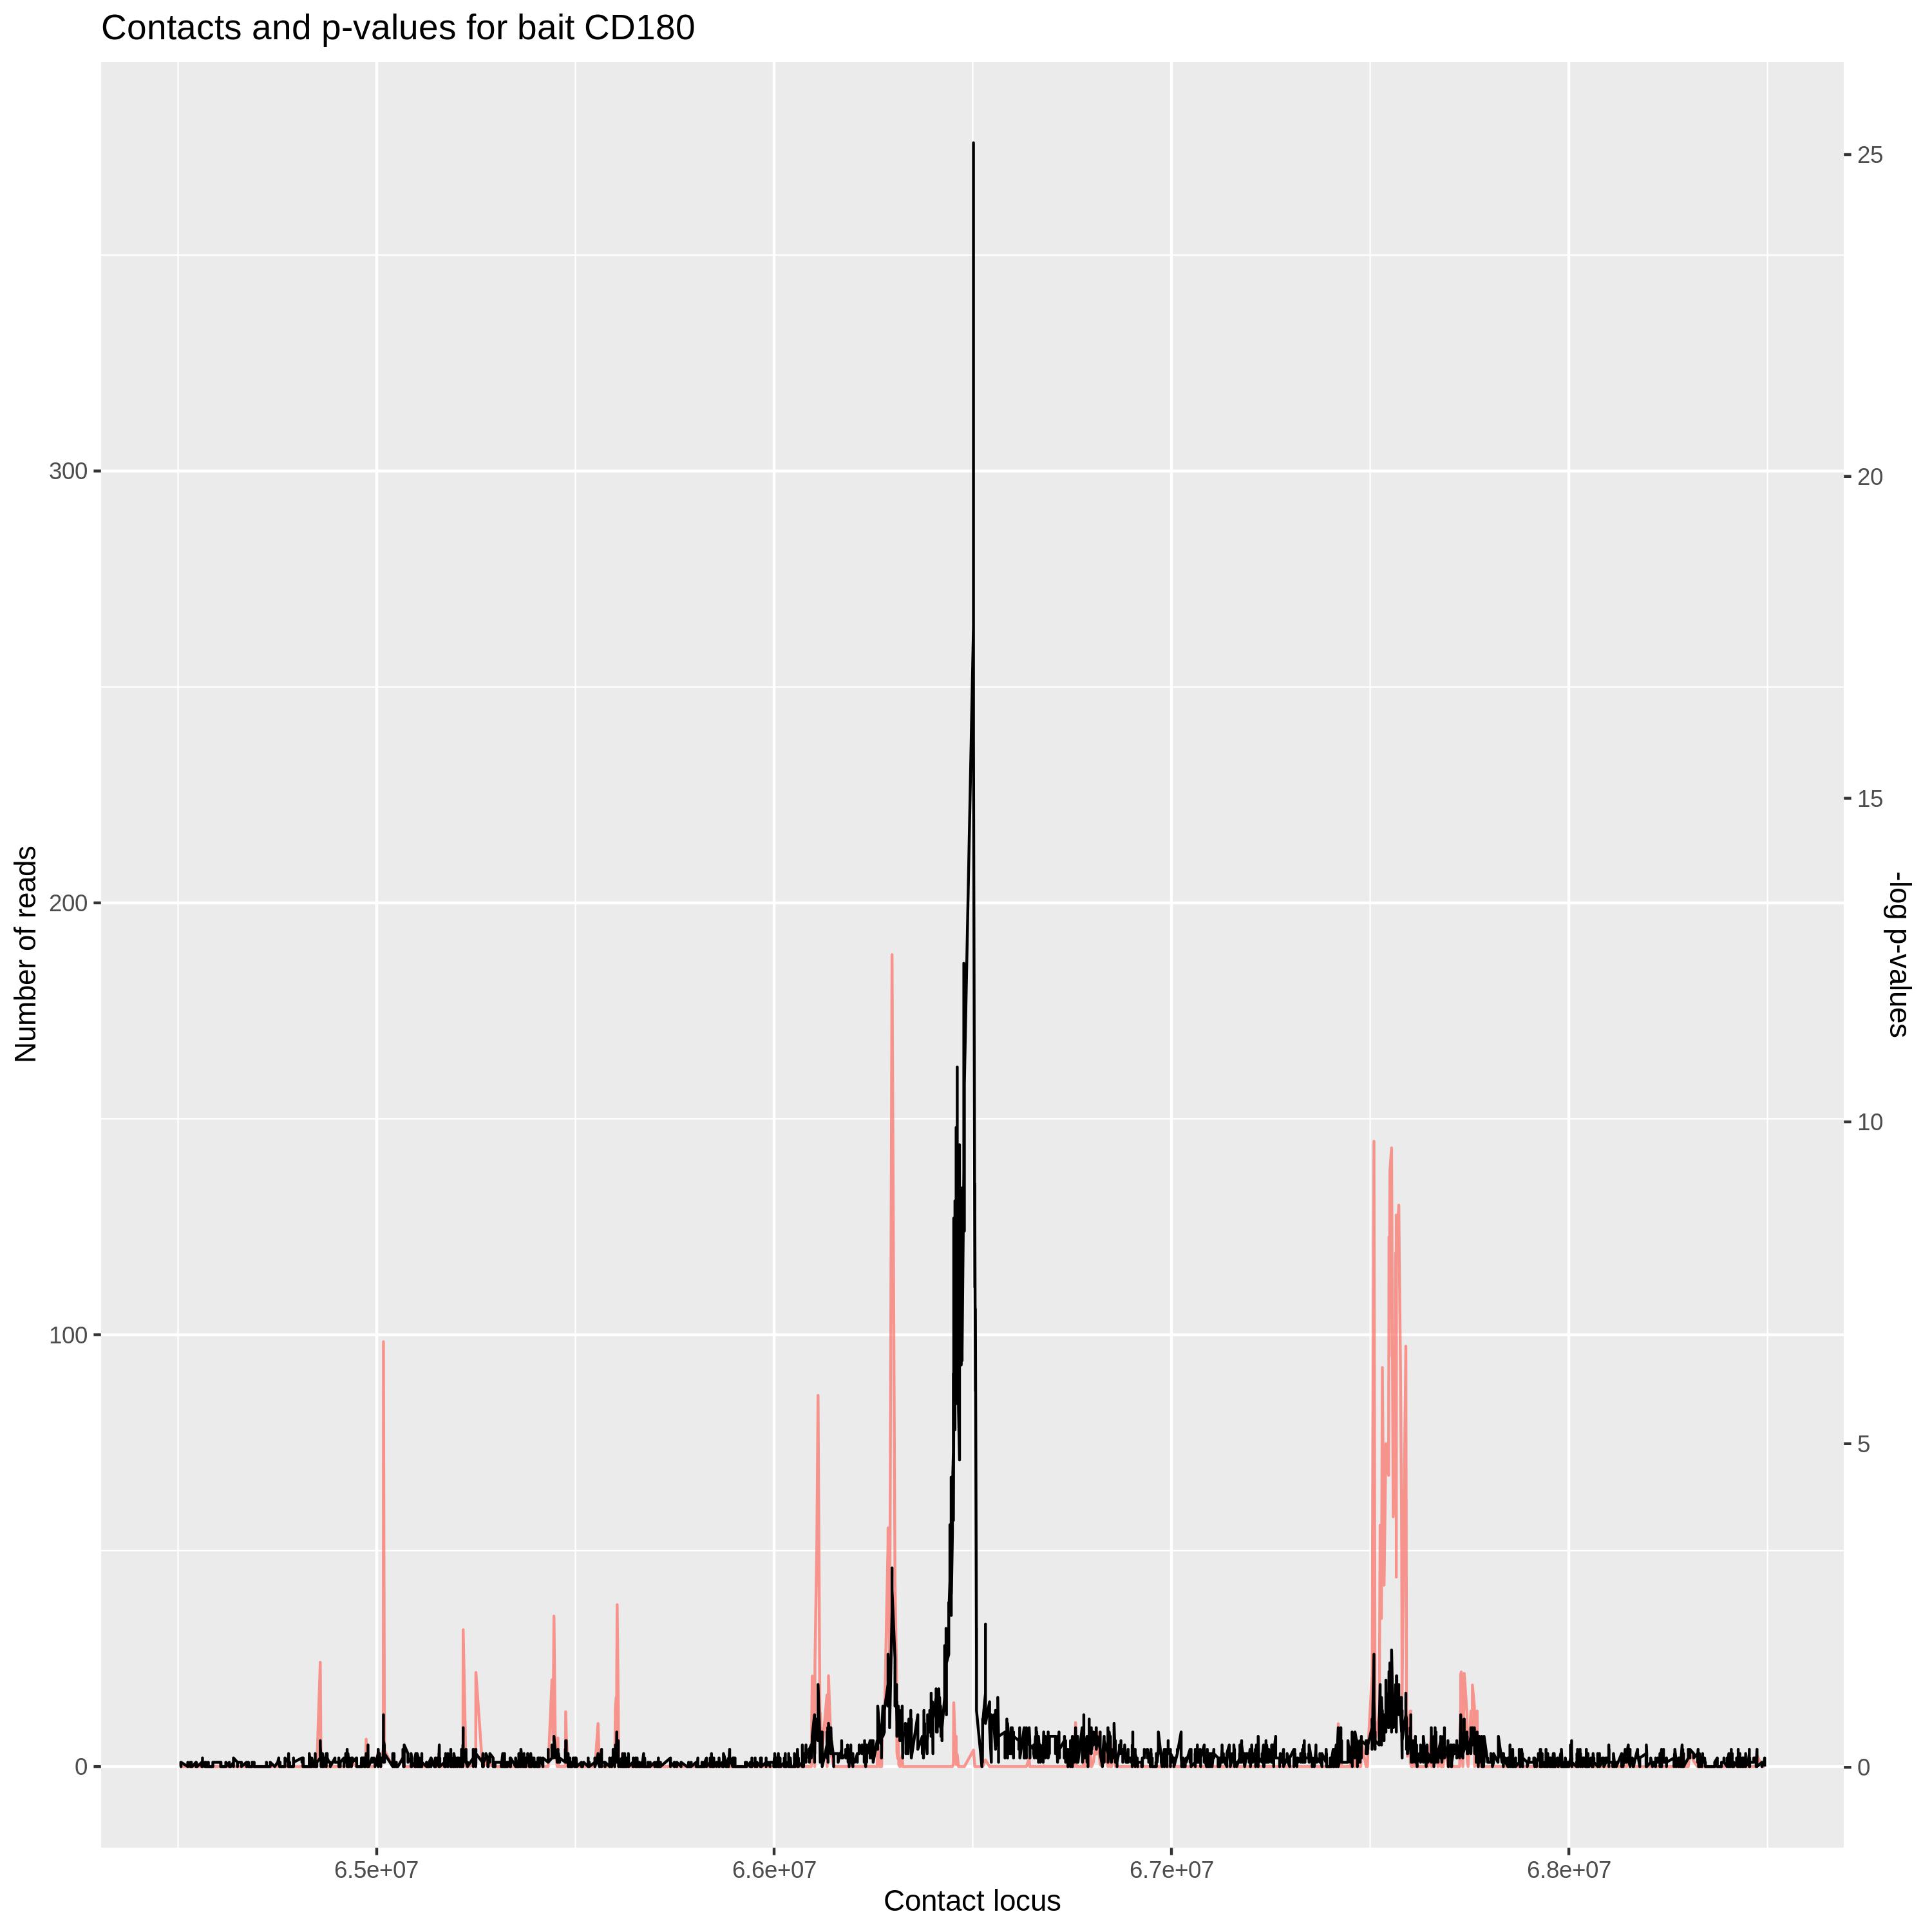 Contacts and p-values for bait CD180
Number of reads
300
200
100
0
25
20
15
10
5
0
-log p-values
6.5e+07
6.6e+07
6.7e+07
6.8e+07
Contact locus